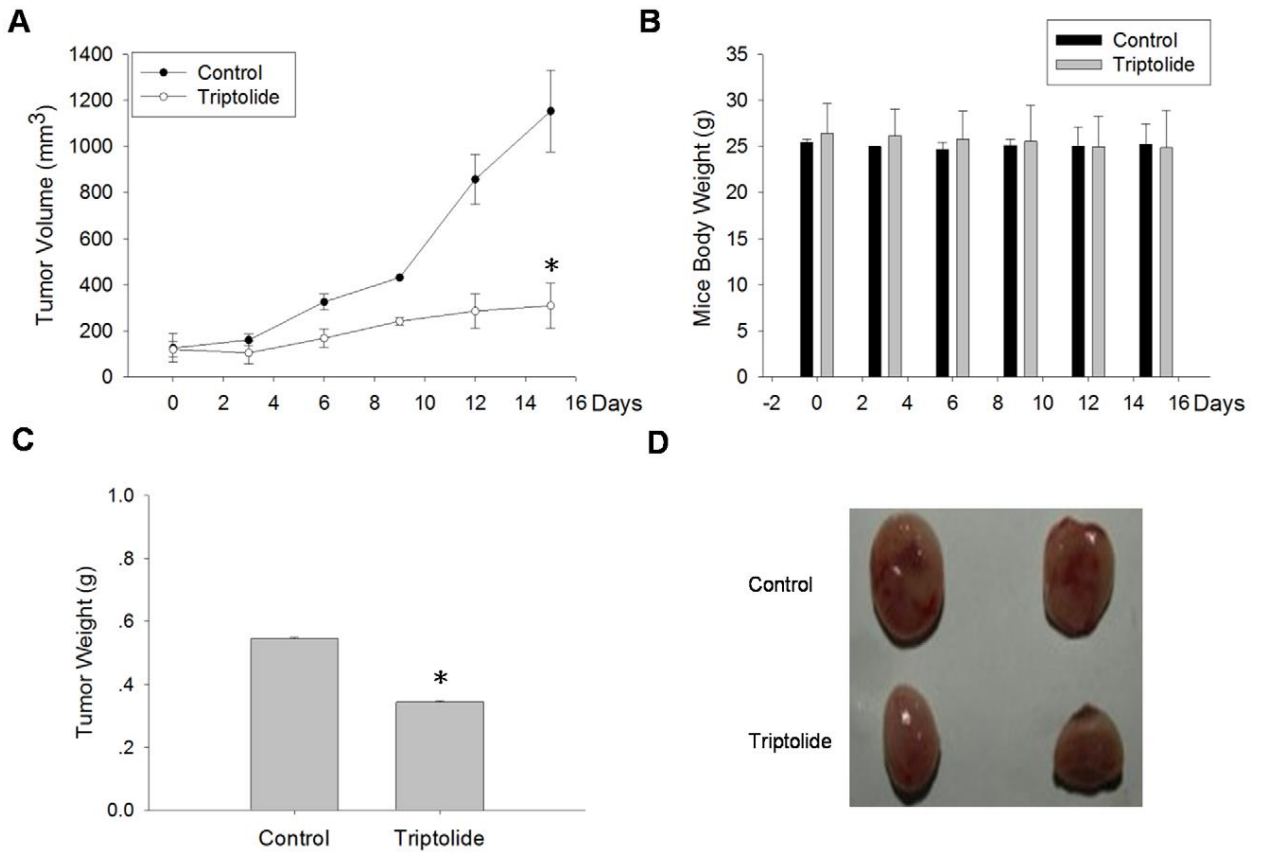 A
Tumor Volume (mm3)
1400
1200
1000
800
600
400
200
0
Control
Triptolide
*
0 2 4 6 8 10 12 14 16 Days
B
Mice Body Weight (g)
35
30
25
20
15
10
5
0
Control
Triptolide
-2 0 2 4 6 8 10 12 14 16 Days
C
Tumor Weight (g)
1.0
.8
.6
.4
.2
0.0
*
Control Triptolide
D
Control
Triptolide